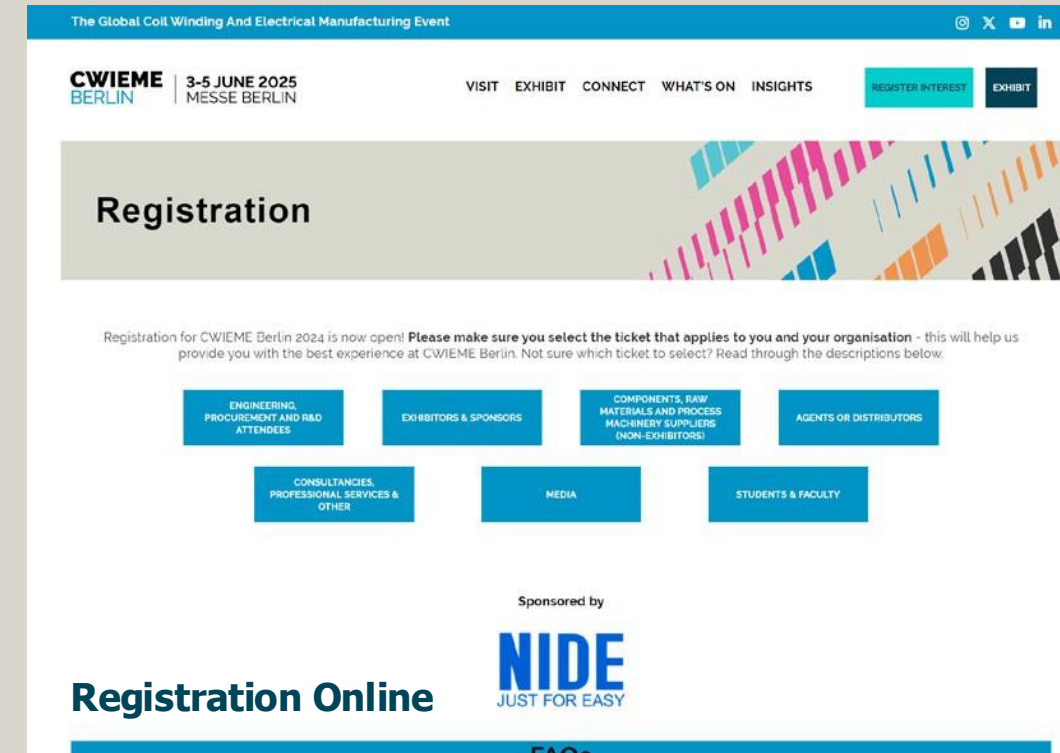 The Global Coil Winding And Electrical Manufacturing Event
CWIEME
BERLIN
3-5 JUNE 2025
MESSE BERLIN
VISIT EXHIBIT CONNECT WHAT'S ON INSIGHTS
REGISTER INTEREST
EXHIBIT
Registration
Registration for CWIEME Berlin 2024 is now open! Please make sure you select the ticket that applies to you and your organisation - this will help us
provide you with the best experience at CWIEME Berlin. Not sure which ticket to select? Read through the descriptions below.
ENGINEERING,
PROCUREMENT AND R&D
ATTENDEES
EXHIBITORS & SPONSORS
COMPONENTS, RAW
MATERIALS AND PROCESS
MACHINERY SUPPLIERS
(NON-EXHIBITORS)
AGENTS OR DISTRIBUTORS
CONSULTANCIES,
PROFESSIONAL SERVICES &
OTHER
MEDIA
STUDENTS & FACULTY
Sponsored by
NIDE
JUST FOR EASY
Registration Online
FAQs